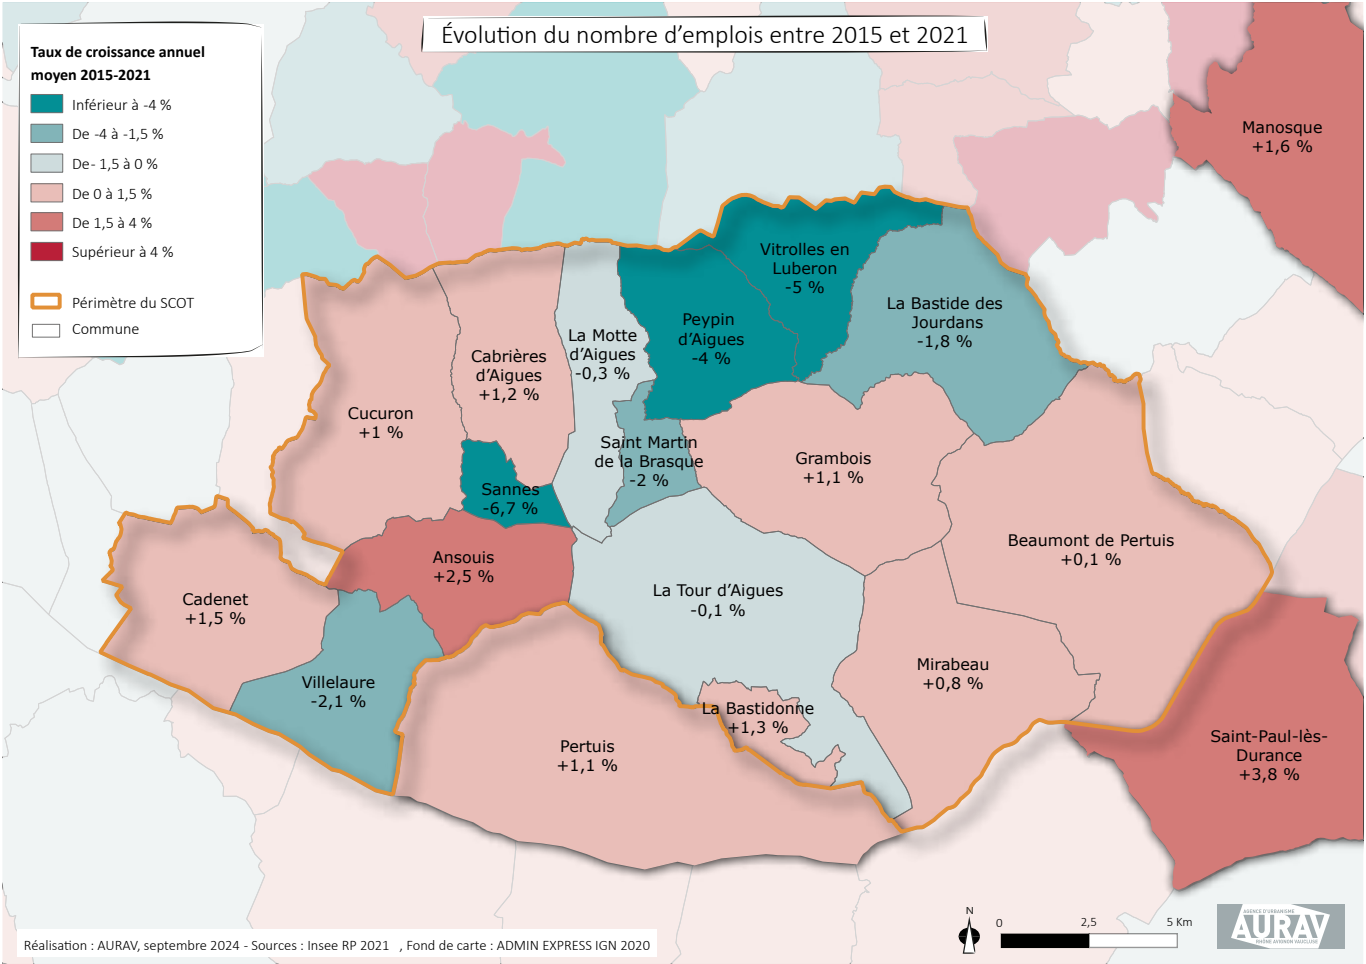 Évolution du nombre d’emplois entre 2015 et 2021
Taux de croissance annuel
moyen 2015-2021
Inférieur à -4 %
De -4 à -1,5 %
De- 1,5 à 0 %
De 0 à 1,5 %
De 1,5 à 4 %
Supérieur à 4 %
Périmètre du SCOT
Commune
Manosque
+1,6 %
Vitrolles en
Luberon
-5 %
La Bastide des
Jourdans
-1,8 %
Peypin
d’Aigues
-4 %
La Motte
d’Aigues
-0,3 %
Cabrières
d’Aigues
+1,2 %
Cucuron
+1 %
Saint Martin
de la Brasque
-2 %
Grambois
+1,1 %
Sannes
-6,7 %
Beaumont de Pertuis
+0,1 %
Ansouis
+2,5 %
La Tour d’Aigues
-0,1 %
Cadenet
+1,5 %
Mirabeau
+0,8 %
Villelaure
-2,1 %
La Bastidonne
+1,3 %
Pertuis
+1,1 %
Saint-Paul-lès-
Durance
+3,8 %
N
0 2,5 5 Km
AGENCE D'URBANISME
AURAV
RHÔNE AVIGNON VAUCLUSE
Réalisation : AURAV, septembre 2024 - Sources : Insee RP 2021 , Fond de carte : ADMIN EXPRESS IGN 2020